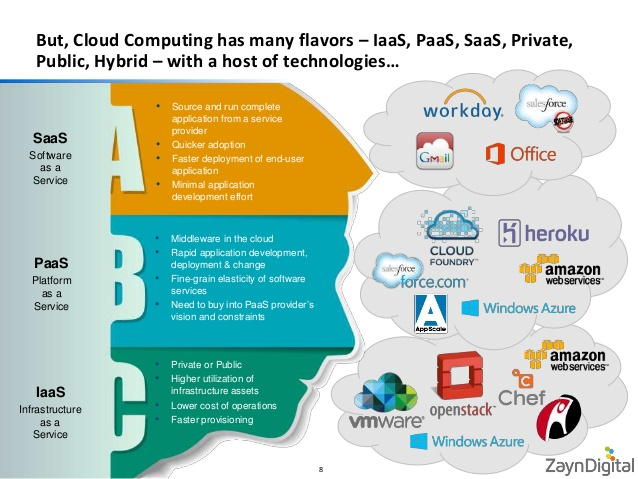 But, Cloud Computing has many flavors – IaaS, PaaS, SaaS, Private,
Public, Hybrid – with a host of technologies…
SaaS
Software
as a
Service
A
• Source and run complete
application from a service
provider
• Quicker adoption
• Faster deployment of end-user
application
• Minimal application
development effort
workday.
salesforce
Gmail
Office
PaaS
Platform
as a
Service
B
• Middleware in the cloud
• Rapid application development,
deployment & change
• Fine-grain elasticity of software
services
• Need to buy into PaaS provider’s
vision and constraints
CLOUD
FOUNDRY™
heroku
salesforce
force.com
amazon
webservices™
A
AppScale
Windows Azure
IaaS
Infrastructure
as a
Service
C
• Private or Public
• Higher utilization of
infrastructure assets
• Lower cost of operations
• Faster provisioning
amazon
webservices™
vmware
openstack™
Chef™
Windows Azure
8
ZaynDigital